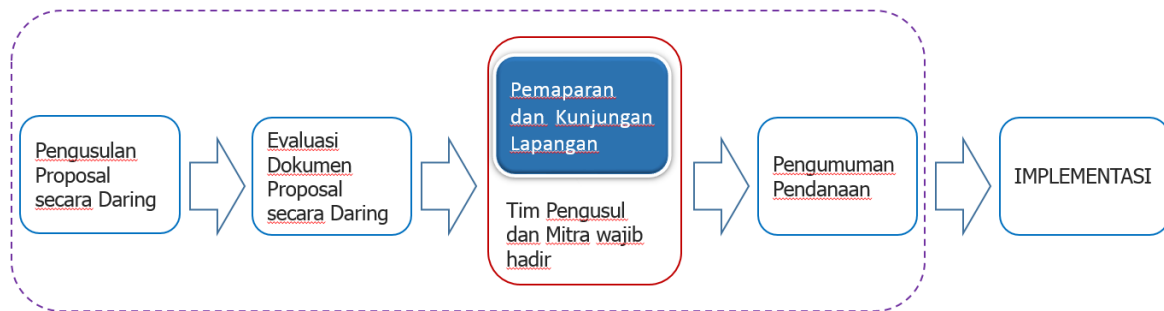 Pengusulan
Proposal
secara Daring
Evaluasi
Dokumen
Proposal
secara Daring
Pemaparan
dan Kunjungan
Lapangan
Tim Pengusul
dan Mitra wajib
hadir
Pengumuman
Pendanaan
IMPLEMENTASI